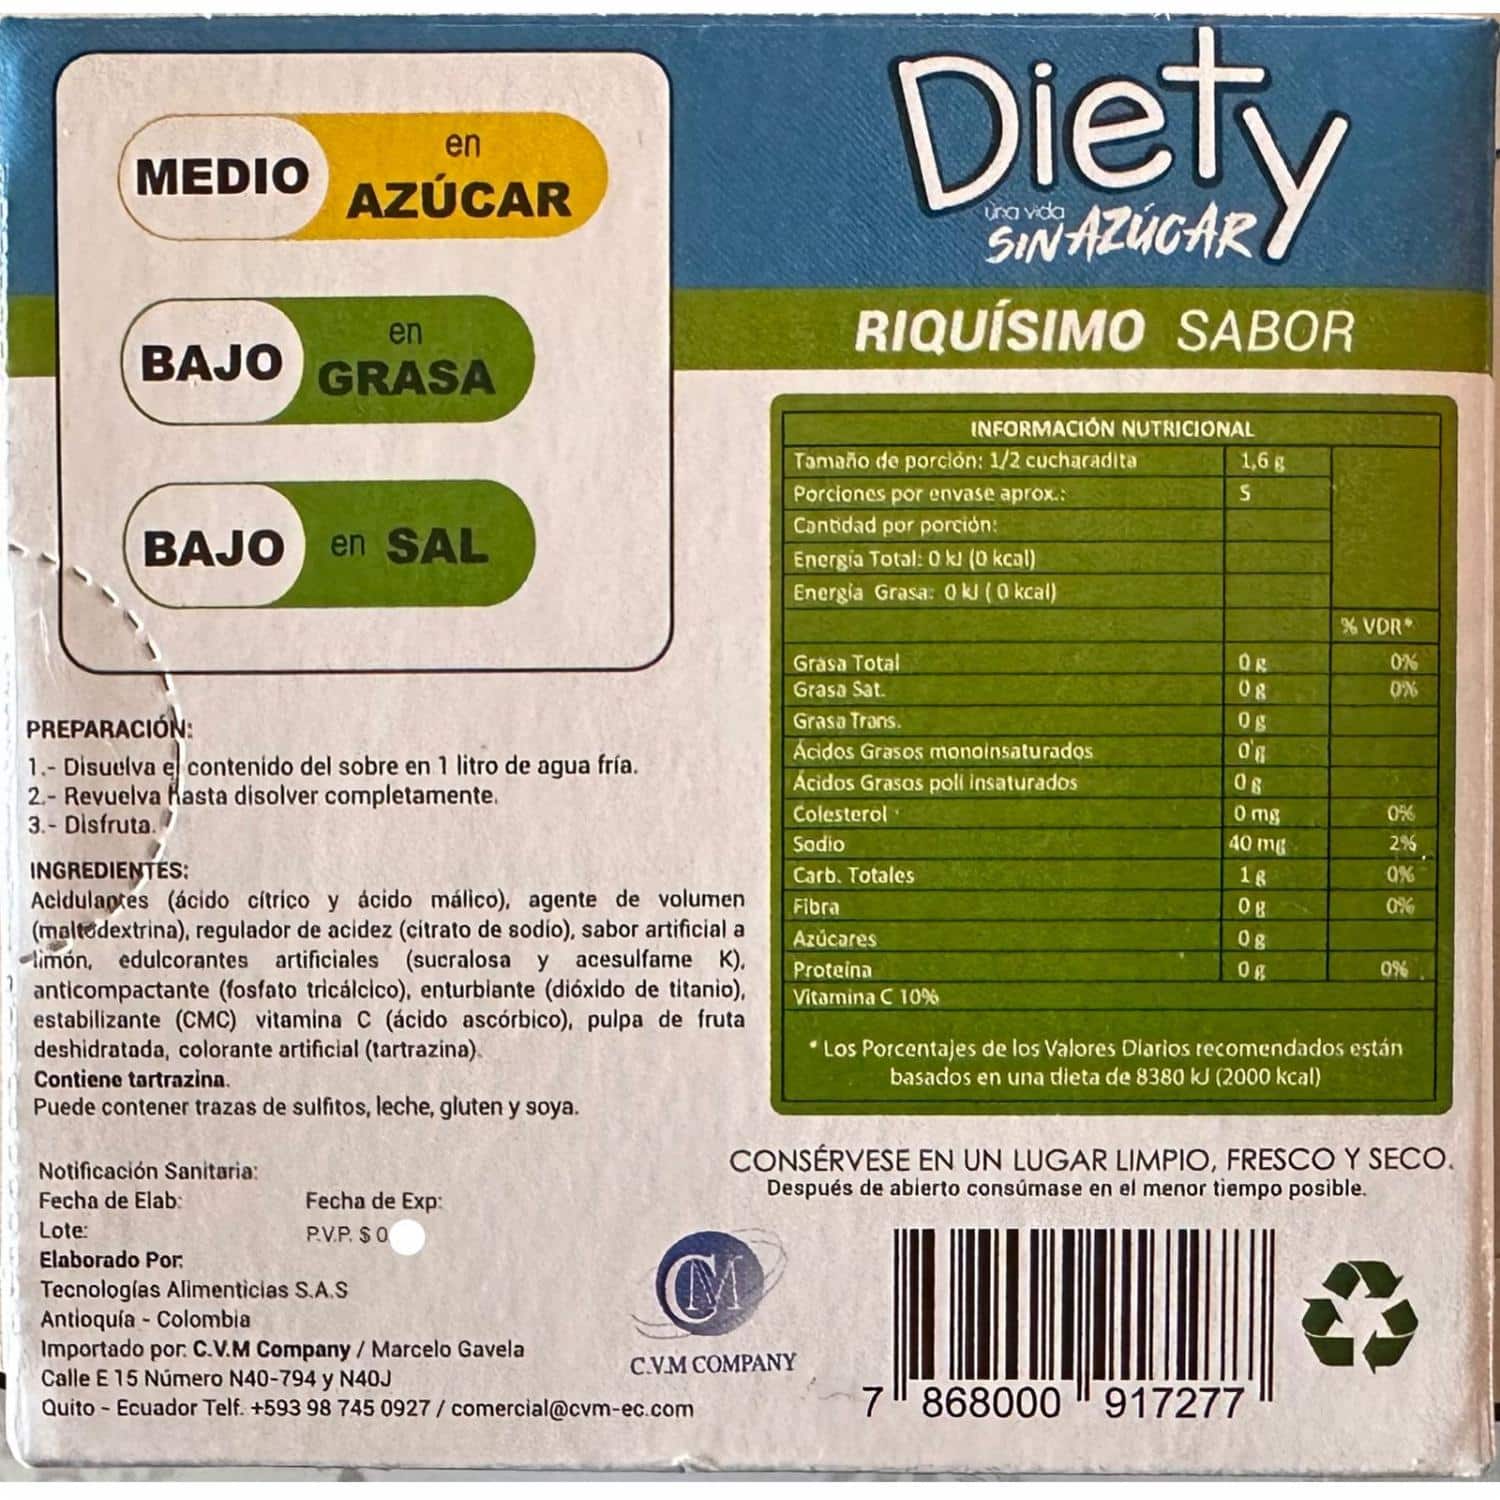 MEDIO en AZÚCAR
BAJO en GRASA
BAJO en SAL
Diety
una vida
SIN AZÚCAR
RIQUÍSIMO SABOR
PREPARACIÓN:
1.- Disuelva el contenido del sobre en 1 litro de agua fría.
2.- Revuelva hasta disolver completamente.
3.- Disfruta.
INGREDIENTES:
Acidulantes (ácido cítrico y ácido málico), agente de volumen
(maltodextrina), regulador de acidez (citrato de sodio), sabor artificial a
limón, edulcorantes artificiales (sucralosa y acesulfame K),
anticompactante (fosfato tricálcico), enturbiante (dióxido de titanio),
estabilizante (CMC) vitamina C (ácido ascórbico), pulpa de fruta
deshidratada, colorante artificial (tartrazina).
Contiene tartrazina.
Puede contener trazas de sulfitos, leche, gluten y soya.
Notificación Sanitaria:
Fecha de Elab: Fecha de Exp:
Lote: P.V.P. $ 0
Elaborado Por:
Tecnologías Alimenticias S.A.S
Antioquía - Colombia
Importado por: C.V.M Company / Marcelo Gavela
Calle E 15 Número N40-794 y N40J
Quito - Ecuador Telf. +593 98 745 0927 / comercial@cvm-ec.com
INFORMACIÓN NUTRICIONAL
Tamaño de porción: 1/2 cucharadita 1,6 g
Porciones por envase aprox.: 5
Cantidad por porción:
Energía Total: 0 kJ (0 kcal)
Energía Grasa: 0 kJ ( 0 kcal)
% VDR*
Grasa Total 0 g 0%
Grasa Sat. 0 g 0%
Grasa Trans. 0 g
Ácidos Grasos monoinsaturados 0 g
Ácidos Grasos poli insaturados 0 g
Colesterol 0 mg 0%
Sodio 40 mg 2%
Carb. Totales 1 g 0%
Fibra 0 g 0%
Azúcares 0 g
Proteína 0 g 0%
Vitamina C 10%
* Los Porcentajes de los Valores Diarios recomendados están
basados en una dieta de 8380 kJ (2000 kcal)
CONSÉRVESE EN UN LUGAR LIMPIO, FRESCO Y SECO.
Después de abierto consúmase en el menor tiempo posible.
CM
C.V.M COMPANY
7 868000 917277